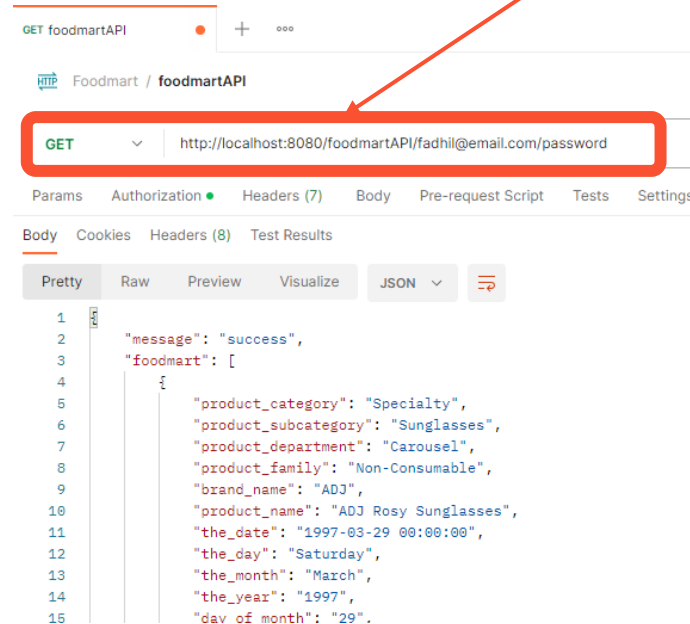 GET foodmartAPI
HTTP Foodmart / foodmartAPI
GET http://localhost:8080/foodmartAPI/fadhil@email.com/password
Params Authorization Headers (7) Body Pre-request Script Tests Settings
Body Cookies Headers (8) Test Results
Pretty Raw Preview Visualize JSON
1 {
2 "message": "success",
3 "foodmart": [
4 {
5 "product_category": "Specialty",
6 "product_subcategory": "Sunglasses",
7 "product_department": "Carousel",
8 "product_family": "Non-Consumable",
9 "brand_name": "ADJ",
10 "product_name": "ADJ Rosy Sunglasses",
11 "the_date": "1997-03-29 00:00:00",
12 "the_day": "Saturday",
13 "the_month": "March",
14 "the_year": "1997",
15 "day_of_month": "29",